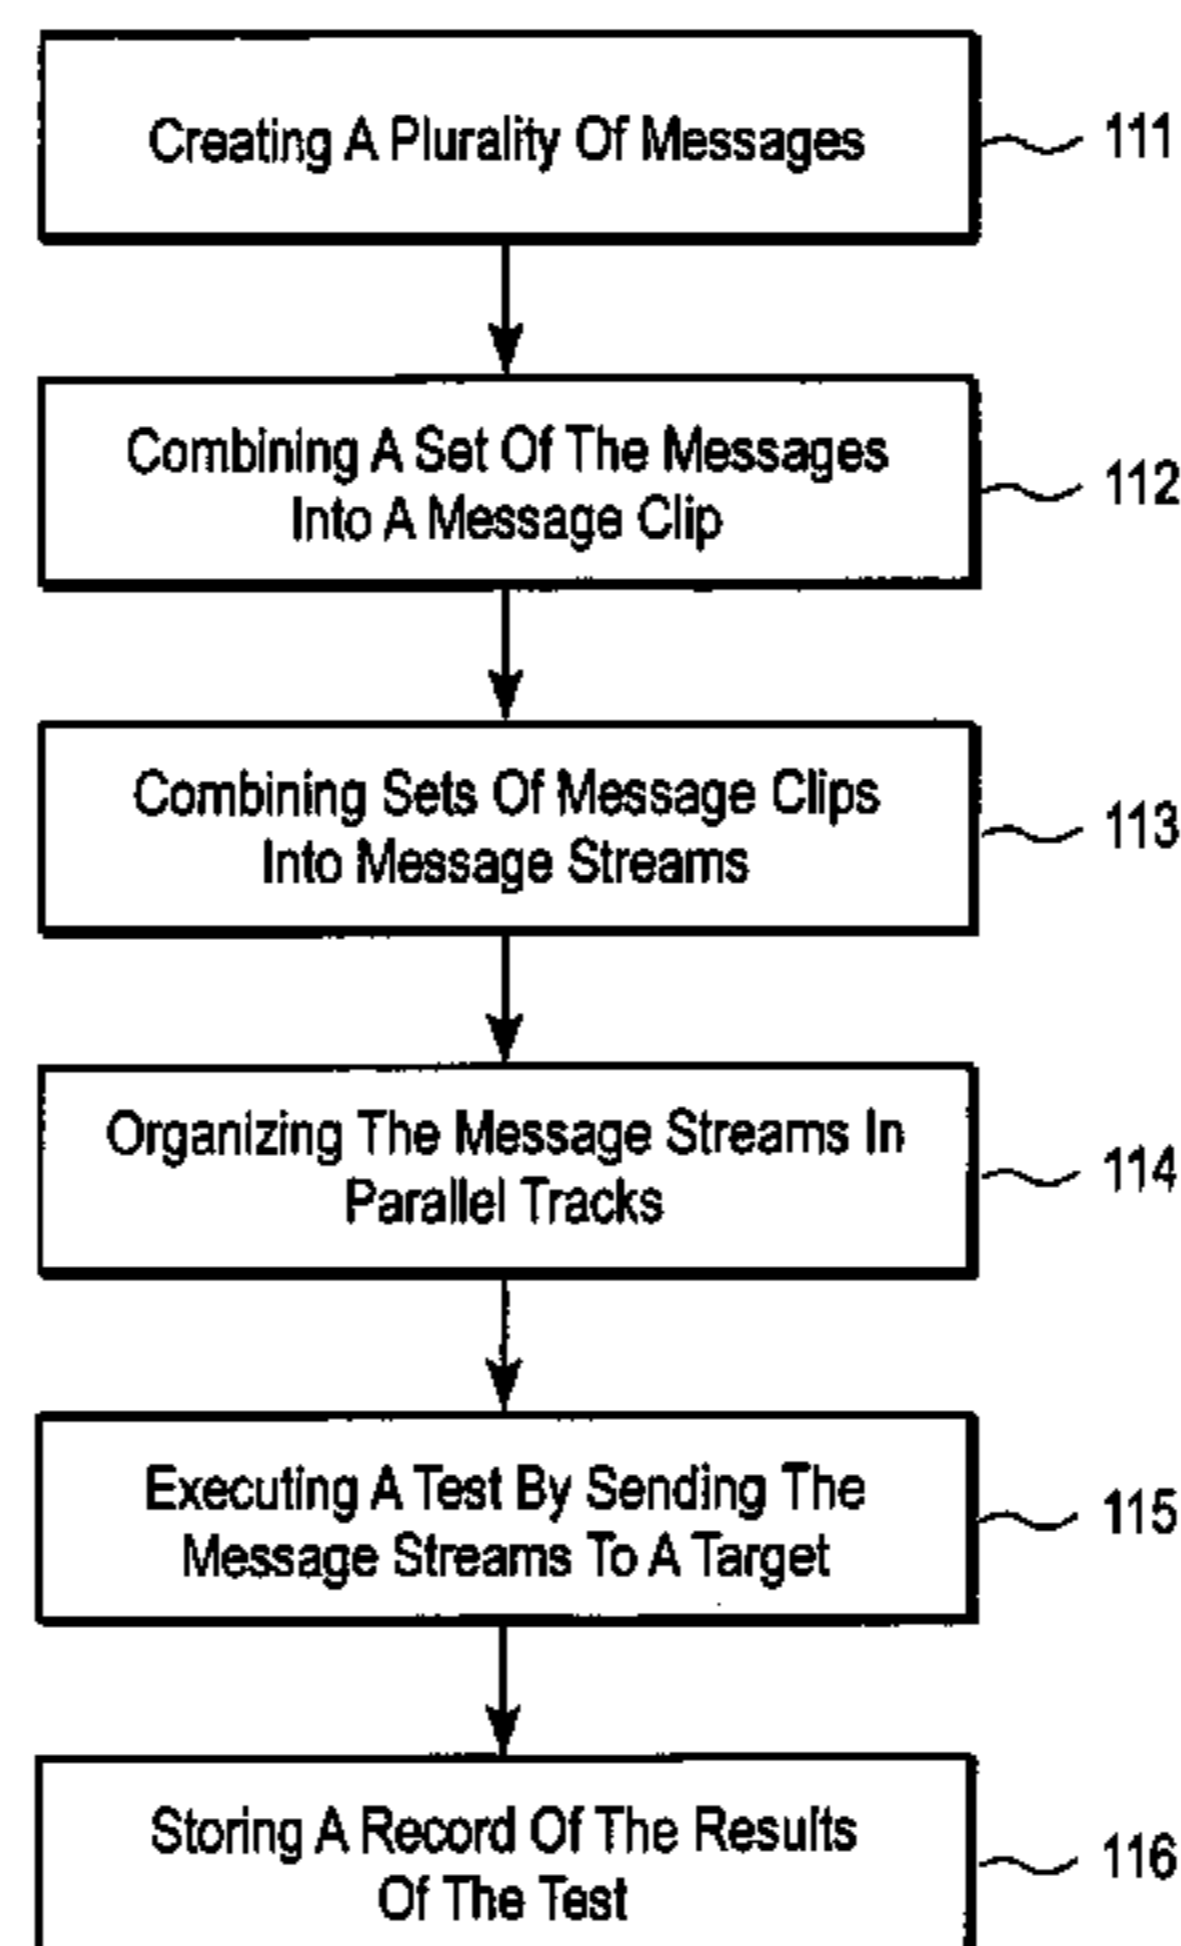 Creating A Plurality Of Messages
111
Combining A Set Of The Messages
Into A Message Clip
112
Combining Sets Of Message Clips
Into Message Streams
113
Organizing The Message Streams In
Parallel Tracks
114
Executing A Test By Sending The
Message Streams To A Target
115
Storing A Record Of The Results
Of The Test
116